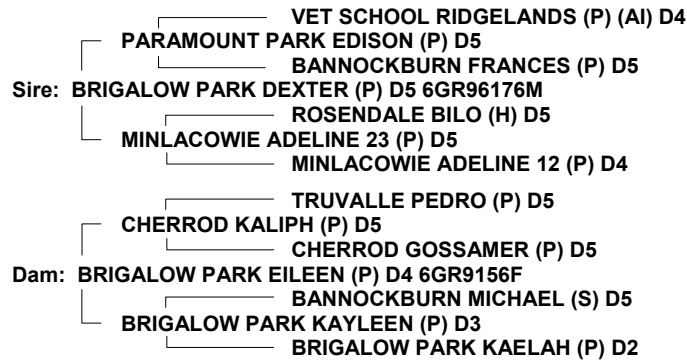 VET SCHOOL RIDGELANDS (P) (AI) D4
PARAMOUNT PARK EDISON (P) D5
BANNOCKBURN FRANCES (P) D5
Sire: BRIGALOW PARK DEXTER (P) D5 6GR96176M
ROSENDALE BILO (H) D5
MINLACOWIE ADELINE 23 (P) D5
MINLACOWIE ADELINE 12 (P) D4
TRUVALLE PEDRO (P) D5
CHERROD KALIPH (P) D5
CHERROD GOSSAMER (P) D5
Dam: BRIGALOW PARK EILEEN (P) D4 6GR9156F
BANNOCKBURN MICHAEL (S) D5
BRIGALOW PARK KAYLEEN (P) D3
BRIGALOW PARK KAELAH (P) D2